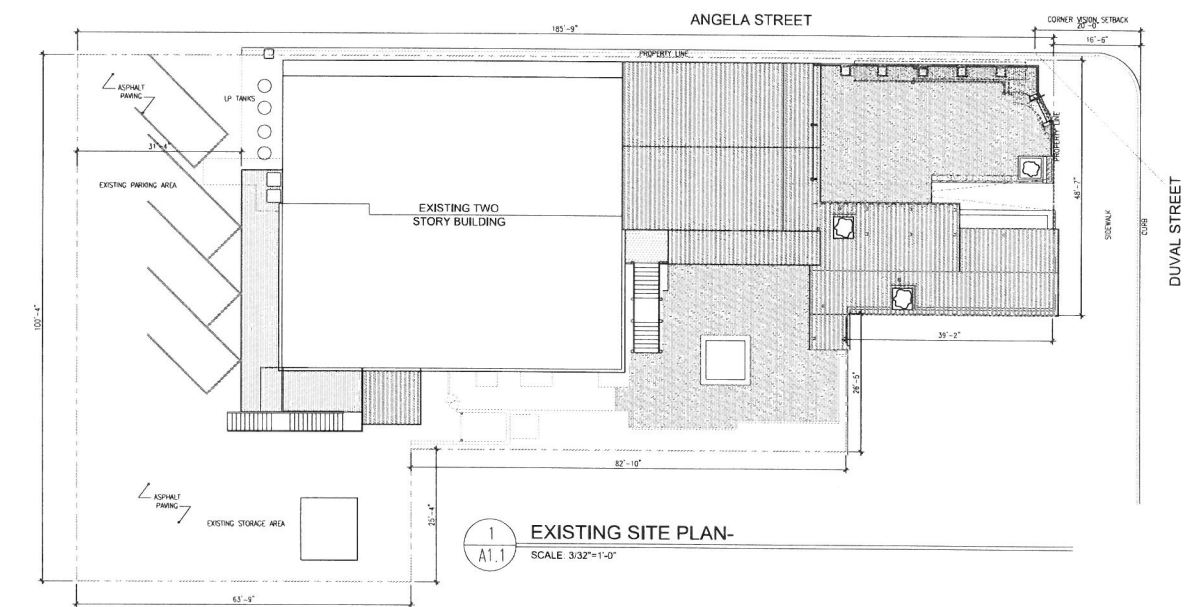 ANGELA STREET
CORNER VISION SETBACK
20'-0"
185'-9"
16'-6"
PROPERTY LINE
ASPHALT
PAVING
LP TANKS
31'-4"
EXISTING PARKING AREA
PROPERTY LINE
48'-7"
SIDEWALK
CURB
DUVAL STREET
EXISTING TWO
STORY BUILDING
100'-4"
39'-2"
26'-5"
82'-10"
ASPHALT
PAVING
EXISTING STORAGE AREA
25'-4"
1
A1.1
EXISTING SITE PLAN-
SCALE: 3/32"=1'-0"
63'-9"